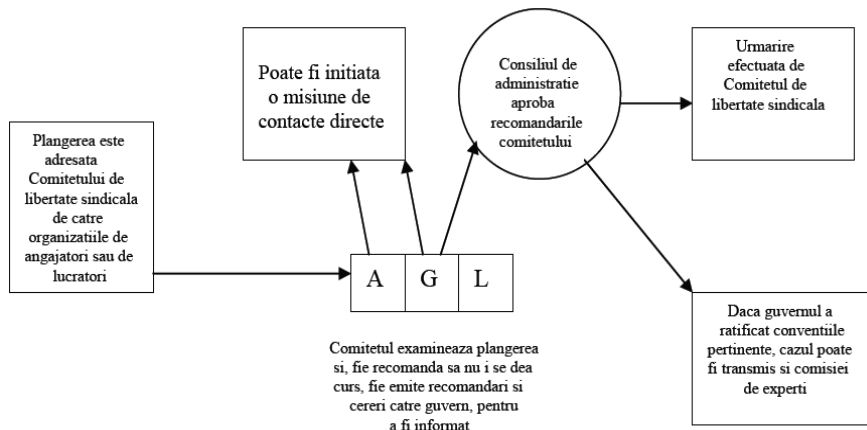 Plangerea este
adresata
Comitetului de
libertate sindicala
de catre
organizatiile de
angajatori sau de
lucratori
Poate fi initiata
o misiune de
contacte directe
A G L
Comitetul examineaza plangerea
si, fie recomanda sa nu i se dea
curs, fie emite recomandari si
cereri catre guvern, pentru
a fi informat
Consiliul de
administratie
aproba
recomandarile
comitetului
Urmarire
efectuata de
Comitetul de
libertate sindicala
Daca guvernul a
ratificat conventiile
pertinente, cazul poate
fi transmis si comisiei
de experti